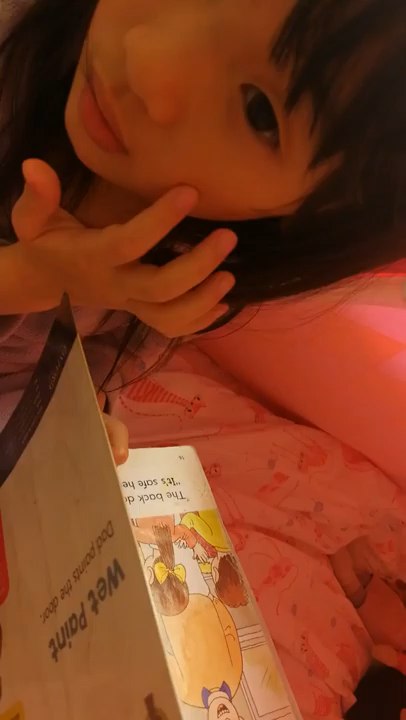 Wet Paint
Dad paints the door.
"The back d
"It's safe he